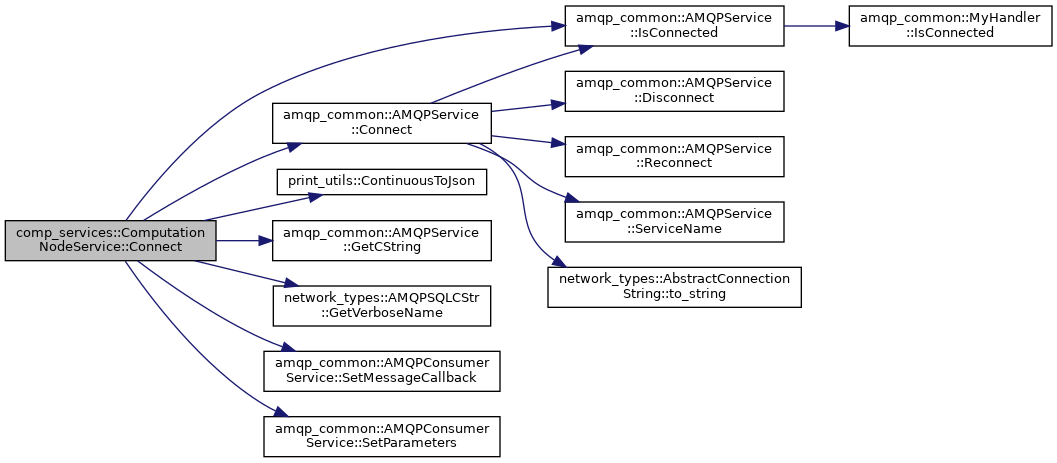 comp_services::Computation
NodeService::Connect
amqp_common::AMQPService
::IsConnected
amqp_common::MyHandler
::IsConnected
amqp_common::AMQPService
::Connect
amqp_common::AMQPService
::Disconnect
amqp_common::AMQPService
::Reconnect
amqp_common::AMQPService
::ServiceName
network_types::AbstractConnection
String::to_string
print_utils::ContinuousToJson
amqp_common::AMQPService
::GetCString
network_types::AMQPSQLCStr
::GetVerboseName
amqp_common::AMQPConsumer
Service::SetMessageCallback
amqp_common::AMQPConsumer
Service::SetParameters